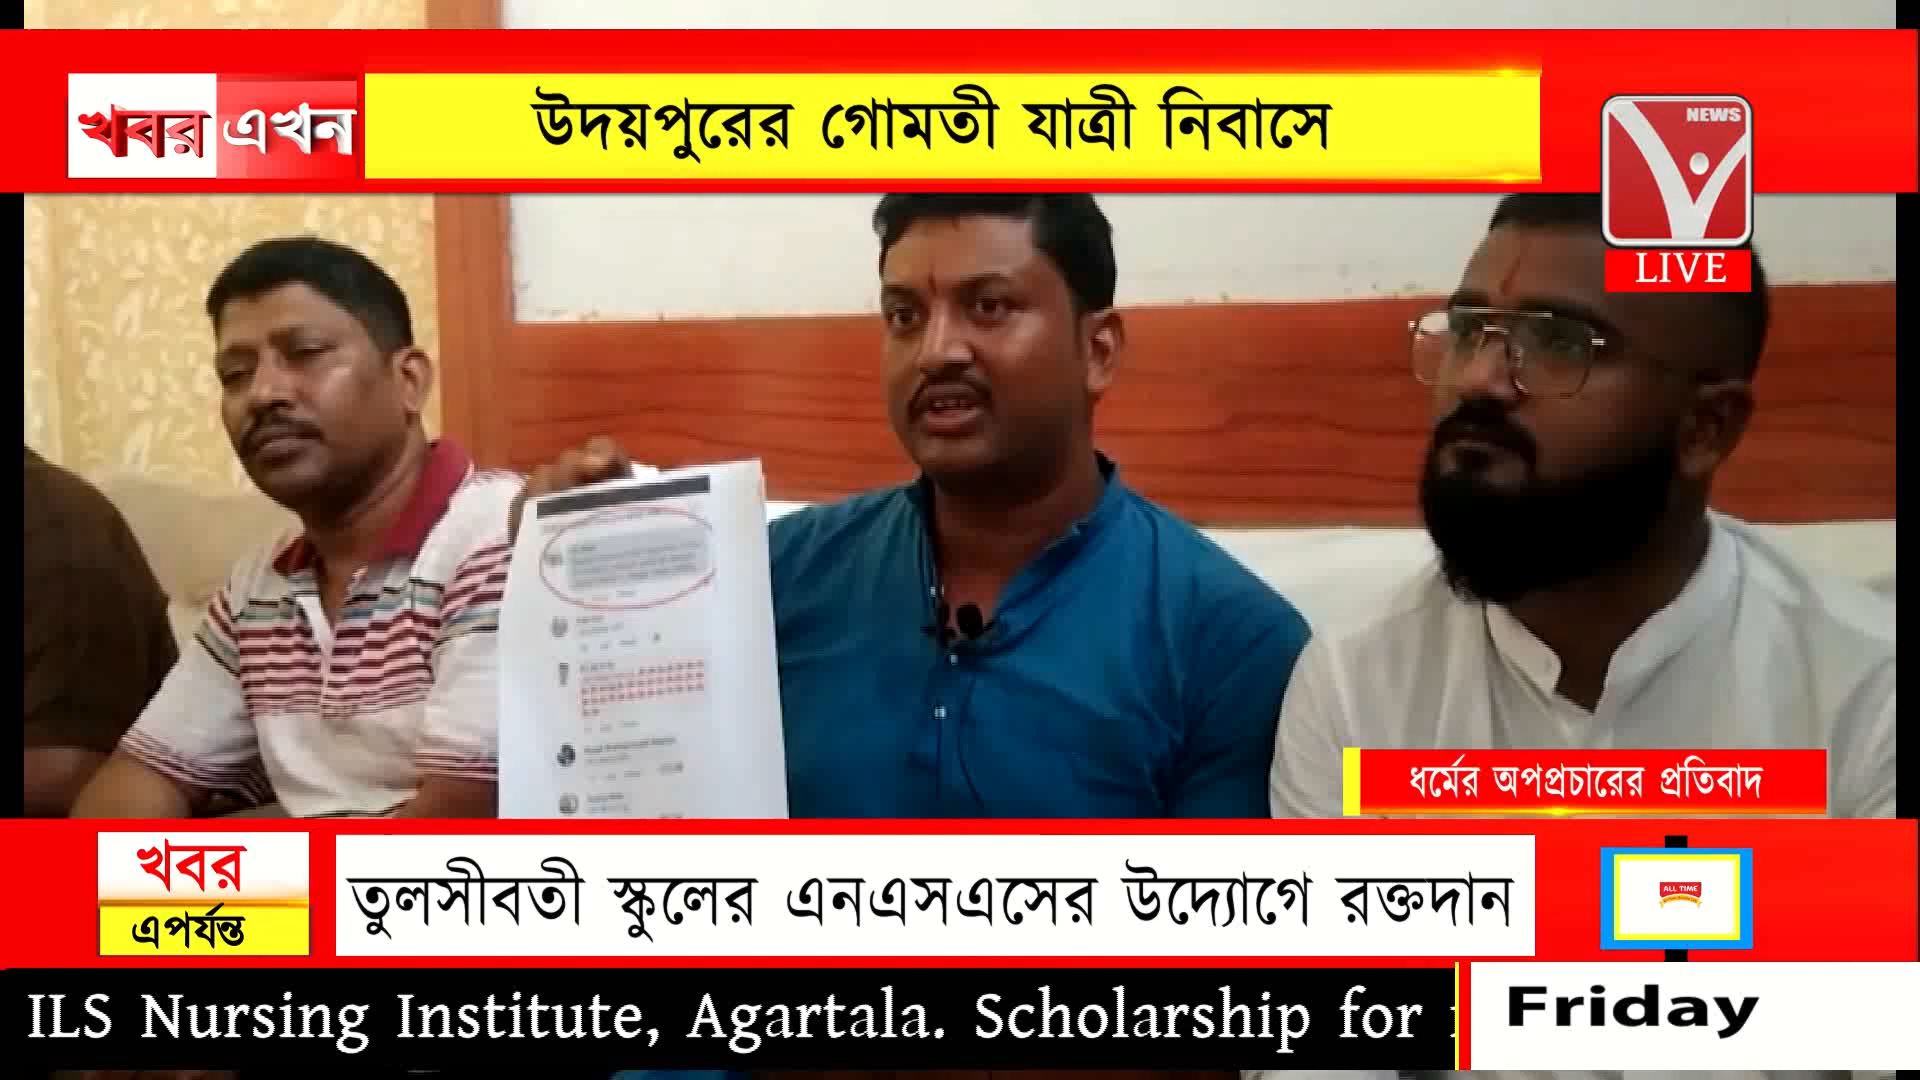 খবর এখন
উদয়পুরের গোমতী যাত্রী নিবাসে
NEWS
LIVE
ধর্মের অপপ্রচারের প্রতিবাদ
খবর
এপর্যন্ত
তুলসীবতী স্কুলের এনএসএসের উদ্যোগে রক্তদান
ALL TIME
ILS Nursing Institute, Agartala. Scholarship for
Friday